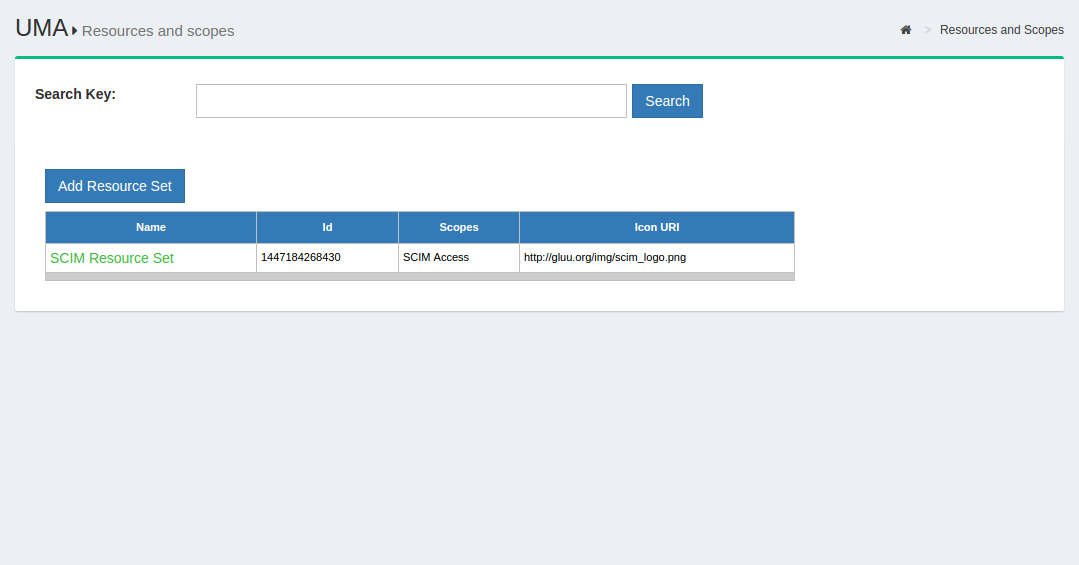 UMA Resources and scopes
> Resources and Scopes
Search Key:
Search
Add Resource Set
Name Id Scopes Icon URI
SCIM Resource Set 1447184268430 SCIM Access http://gluu.org/img/scim_logo.png